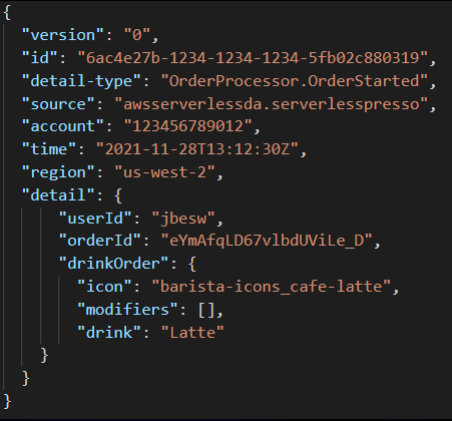 {
"version": "0",
"id": "6ac4e27b-1234-1234-1234-5fb02c880319",
"detail-type": "OrderProcessor.OrderStarted",
"source": "awsserverlessda.serverlesspresso",
"account": "123456789012",
"time": "2021-11-28T13:12:30Z",
"region": "us-west-2",
"detail": {
"userId": "jbesw",
"orderId": "eYmAfqLD67vlbdUViLe_D",
"drinkOrder": {
"icon": "barista-icons_cafe-latte",
"modifiers": [],
"drink": "Latte"
}
}
}